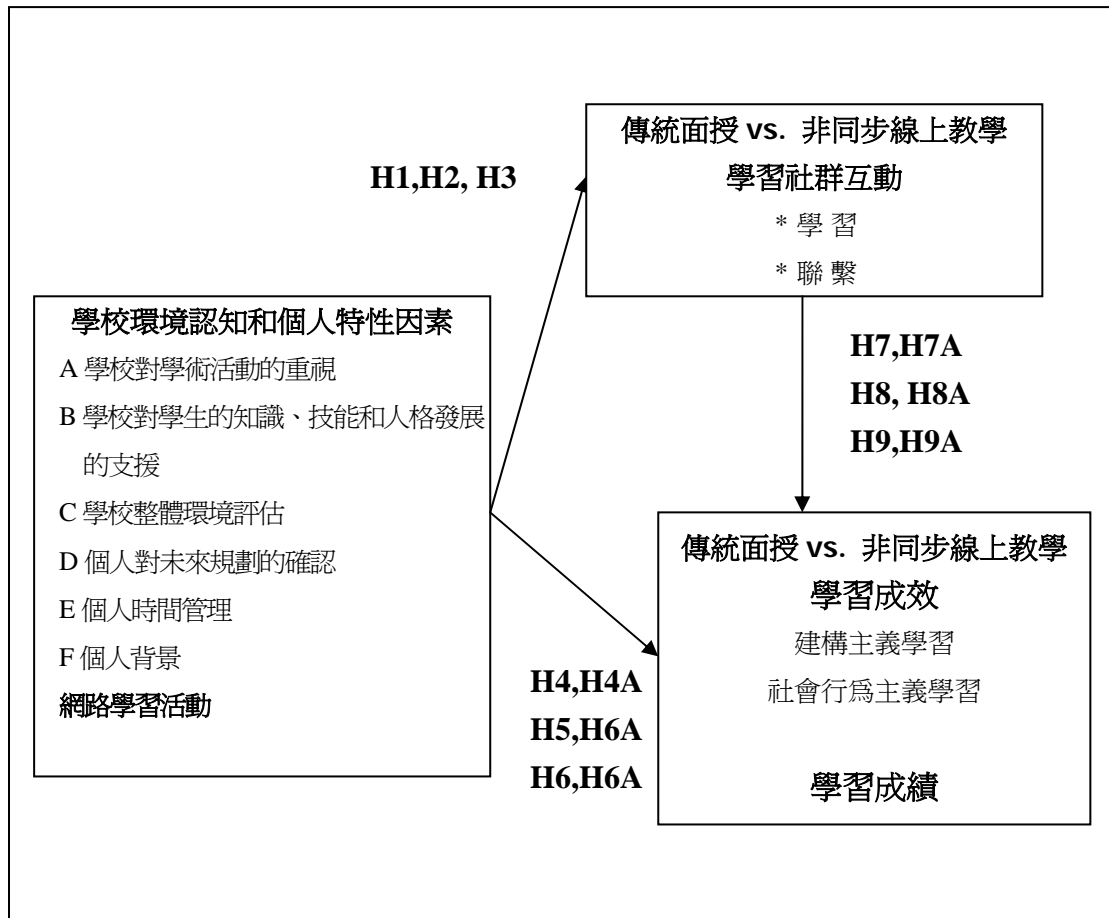 傳統面授 vs. 非同步線上教學
學習社群互動
* 學 習
* 聯 繫
H1,H2, H3
學校環境認知和個人特性因素
A 學校對學術活動的重視
B 學校對學生的知識、技能和人格發展
的支援
C 學校整體環境評估
D 個人對未來規劃的確認
E 個人時間管理
F 個人背景
網路學習活動
H7,H7A
H8, H8A
H9,H9A
H4,H4A
H5,H6A
H6,H6A
傳統面授 vs. 非同步線上教學
學習成效
建構主義學習
社會行為主義學習
學習成績